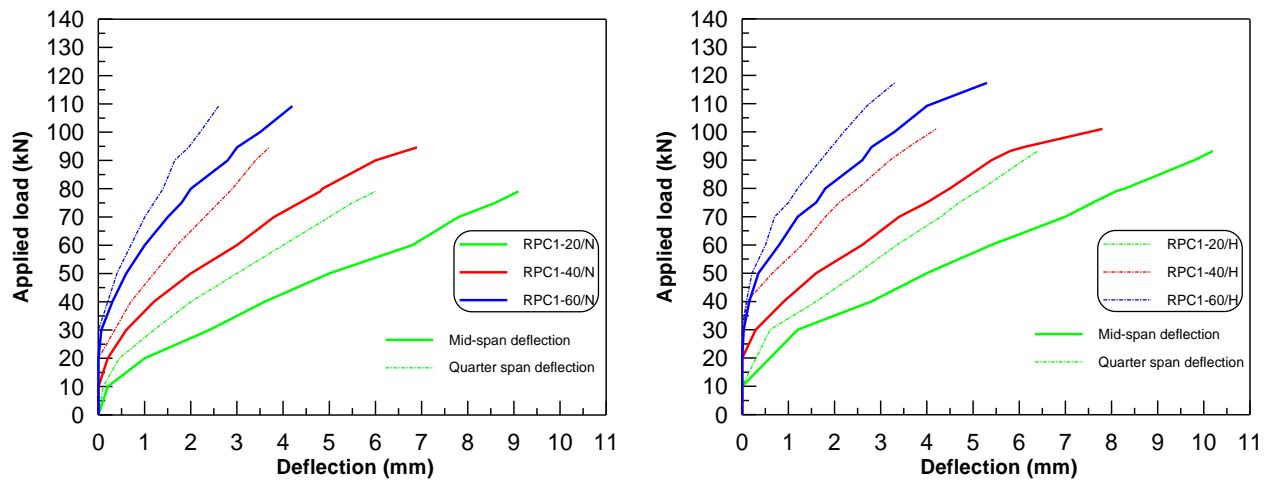 140
130
120
110
100
90
80
70
60
50
40
30
20
10
0
Applied load (kN)
RPC1-20/N
RPC1-40/N
RPC1-60/N
Mid-span deflection
Quarter span deflection
0 1 2 3 4 5 6 7 8 9 10 11
Deflection (mm)
140
130
120
110
100
90
80
70
60
50
40
30
20
10
0
Applied load (kN)
RPC1-20/H
RPC1-40/H
RPC1-60/H
Mid-span deflection
Quarter span deflection
0 1 2 3 4 5 6 7 8 9 10 11
Deflection (mm)